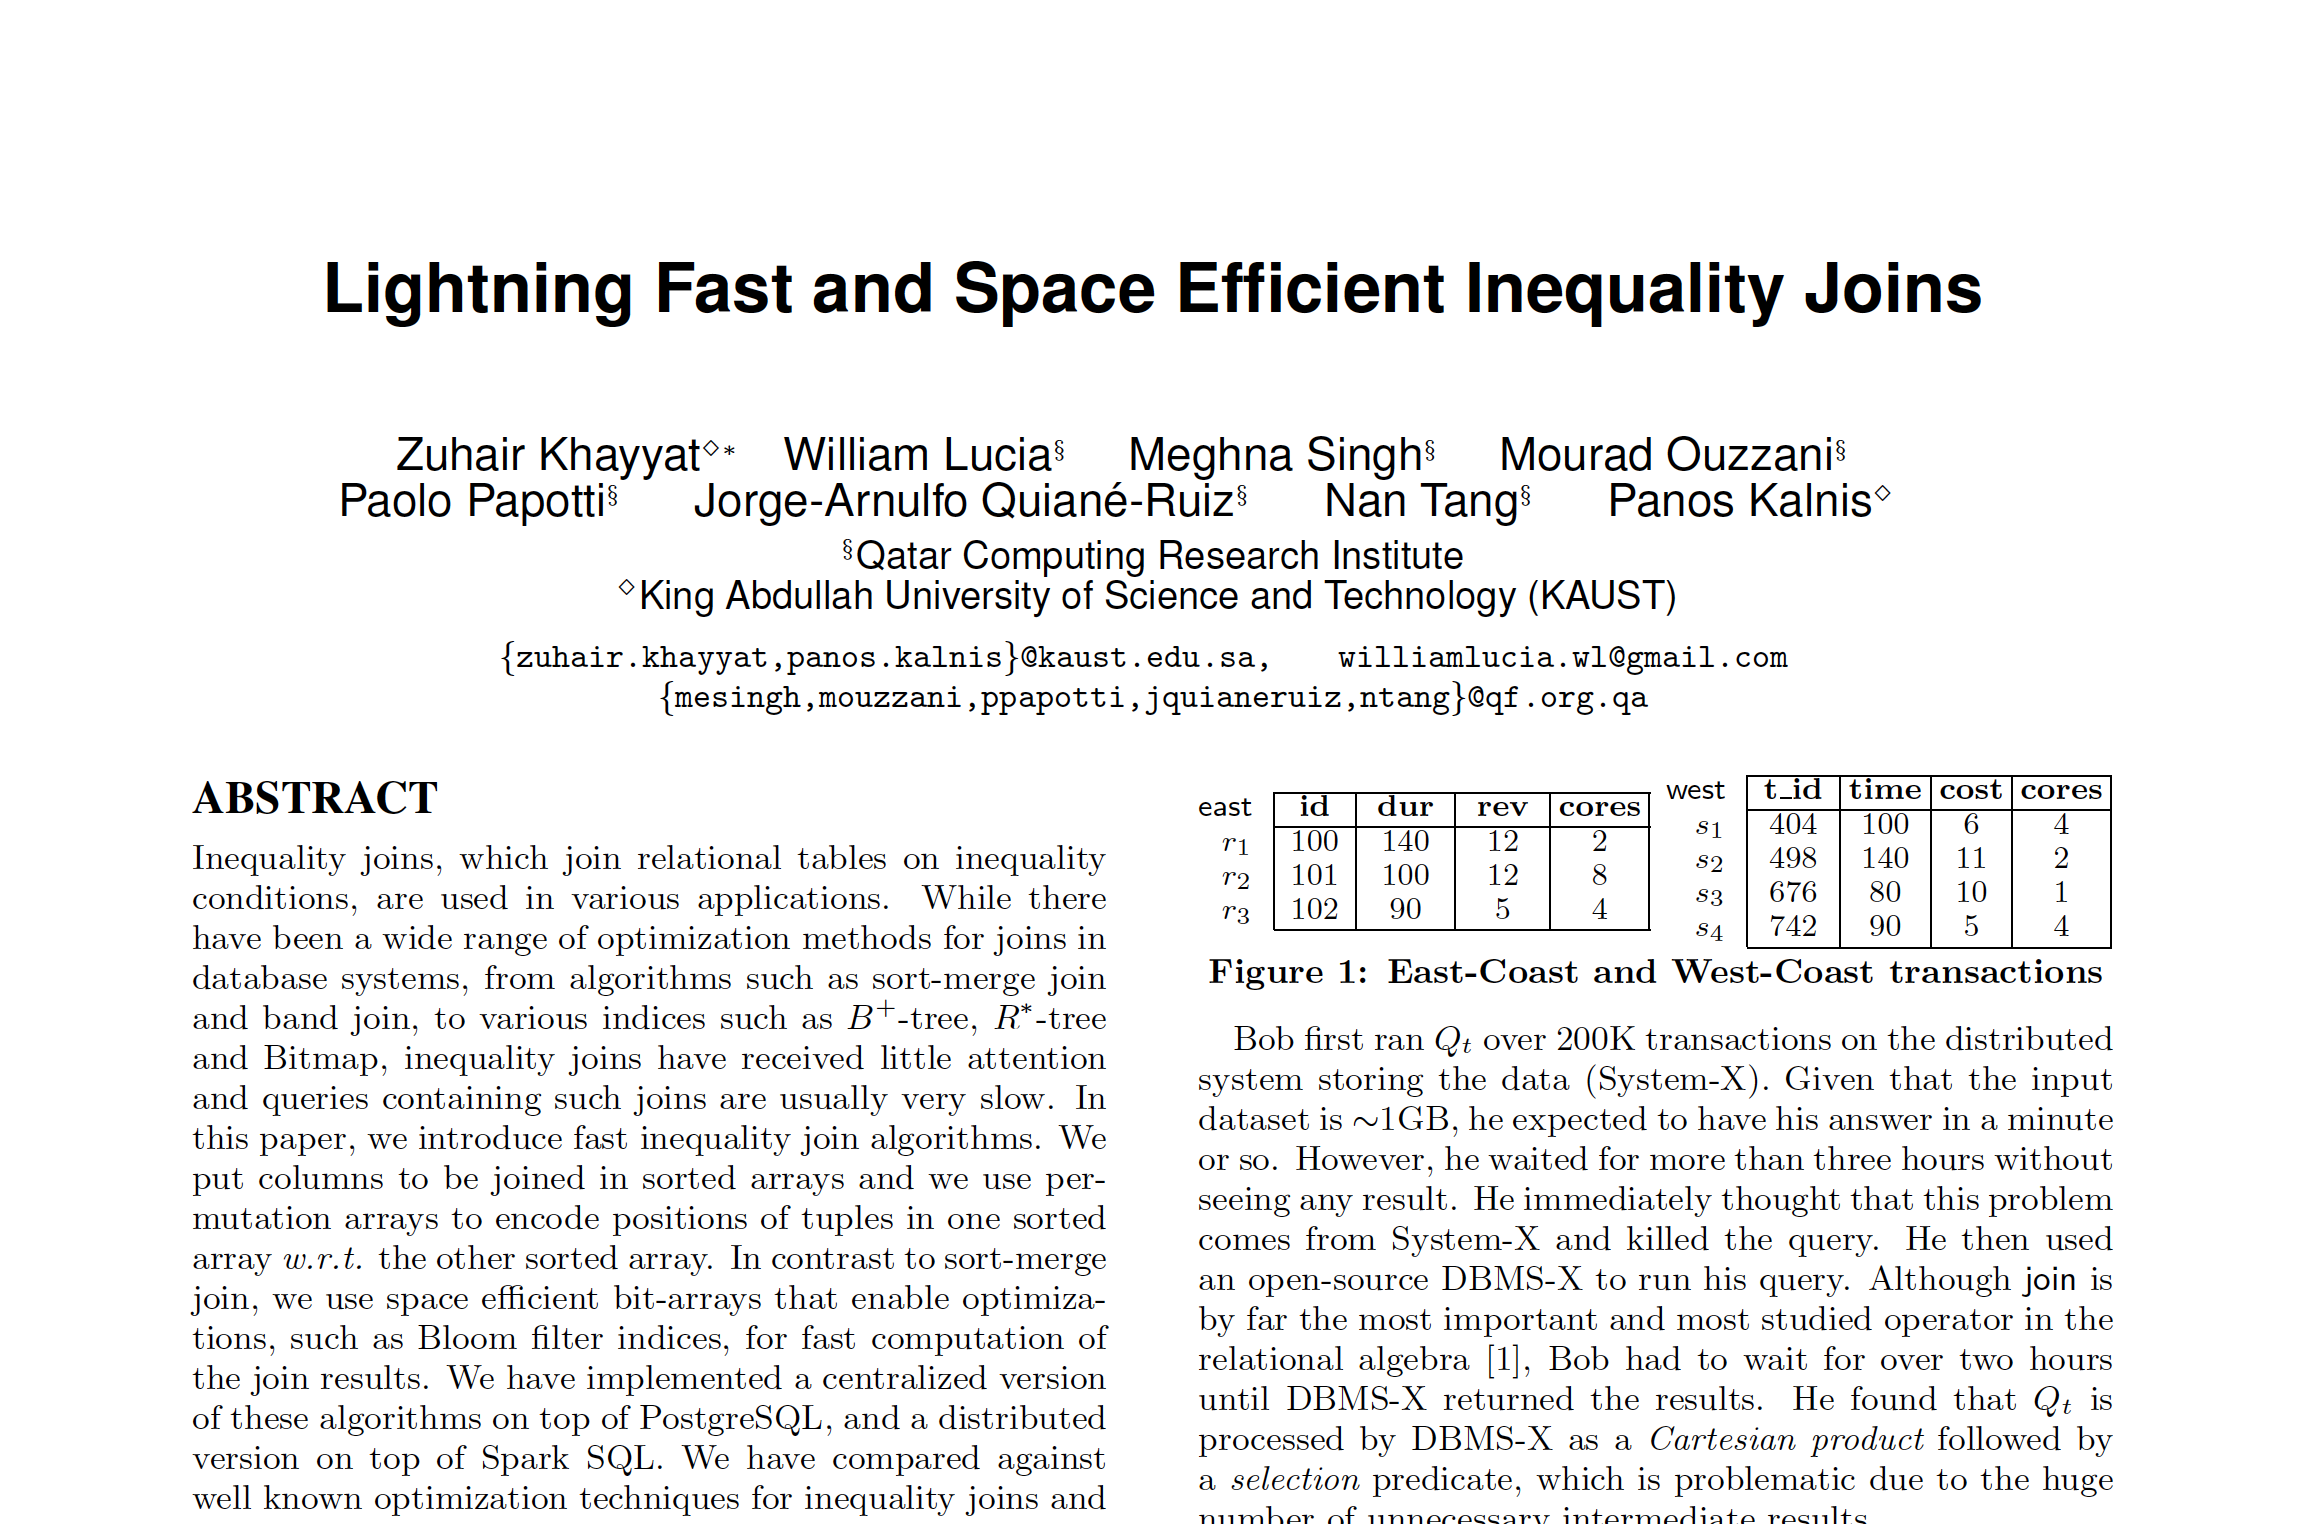 Lightning Fast and Space Efficient Inequality Joins
Zuhair Khayyat◇∗ William Lucia§ Meghna Singh§ Mourad Ouzzani§
Paolo Papotti§ Jorge-Arnulfo Quiané-Ruiz§ Nan Tang§ Panos Kalnis◇
§Qatar Computing Research Institute
◇King Abdullah University of Science and Technology (KAUST)
{zuhair.khayyat,panos.kalnis}@kaust.edu.sa, williamlucia.wl@gmail.com
{mesingh,mouzzani,ppapotti,jquianeruiz,ntang}@qf.org.qa
ABSTRACT
Inequality joins, which join relational tables on inequality
conditions, are used in various applications. While there
have been a wide range of optimization methods for joins in
database systems, from algorithms such as sort-merge join
and band join, to various indices such as B+-tree, R*-tree
and Bitmap, inequality joins have received little attention
and queries containing such joins are usually very slow. In
this paper, we introduce fast inequality join algorithms. We
put columns to be joined in sorted arrays and we use per-
mutation arrays to encode positions of tuples in one sorted
array w.r.t. the other sorted array. In contrast to sort-merge
join, we use space efficient bit-arrays that enable optimiza-
tions, such as Bloom filter indices, for fast computation of
the join results. We have implemented a centralized version
of these algorithms on top of PostgreSQL, and a distributed
version on top of Spark SQL. We have compared against
well known optimization techniques for inequality joins and
east id dur rev cores
r1 100 140 12 2
r2 101 100 12 8
r3 102 90 5 4
west t_id time cost cores
s1 404 100 6 4
s2 498 140 11 2
s3 676 80 10 1
s4 742 90 5 4
Figure 1: East-Coast and West-Coast transactions
Bob first ran Qt over 200K transactions on the distributed
system storing the data (System-X). Given that the input
dataset is ∼1GB, he expected to have his answer in a minute
or so. However, he waited for more than three hours without
seeing any result. He immediately thought that this problem
comes from System-X and killed the query. He then used
an open-source DBMS-X to run his query. Although join is
by far the most important and most studied operator in the
relational algebra [1], Bob had to wait for over two hours
until DBMS-X returned the results. He found that Qt is
processed by DBMS-X as a Cartesian product followed by
a selection predicate, which is problematic due to the huge
number of unnecessary intermediate results.